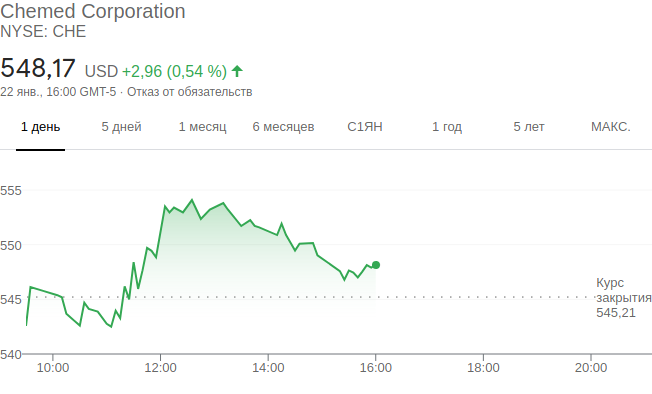 Chemed Corporation
NYSE: CHE
548,17 USD +2,96 (0,54 %)
22 янв., 16:00 GMT-5 · Отказ от обязательств
1 день 5 дней 1 месяц 6 месяцев С1ЯН 1 год 5 лет МАКС.
555
550
545
540
Курс
закрытия
545,21
10:00 12:00 14:00 16:00 18:00 20:00